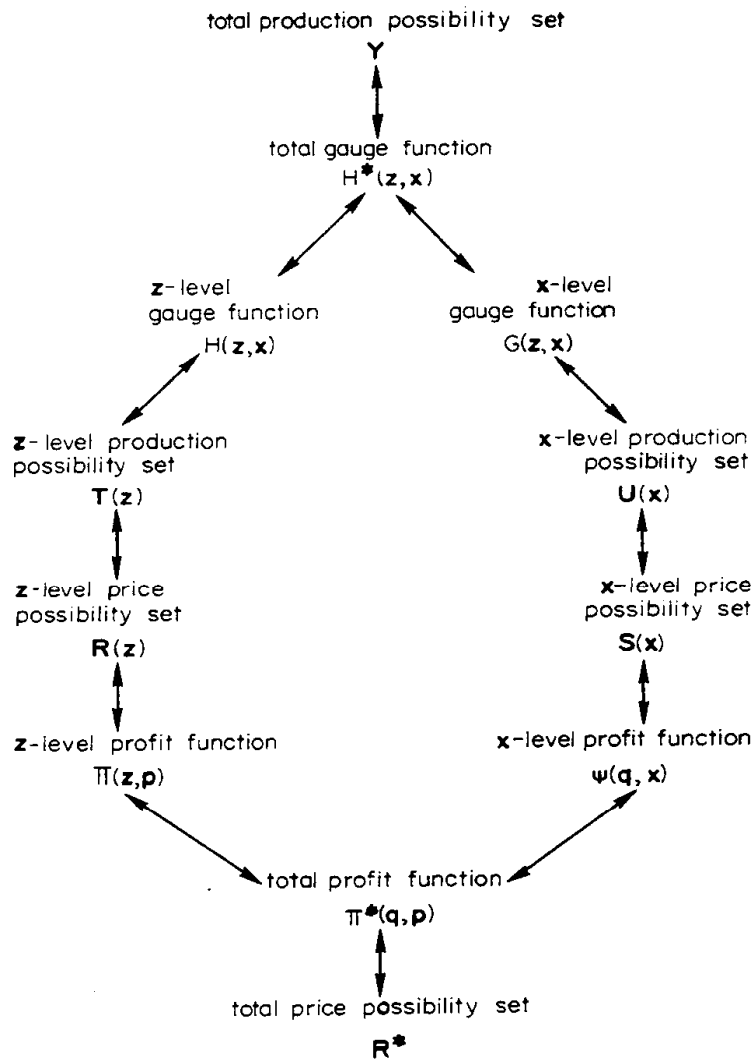 total production possibility set
Y
total gauge function
H*(z,x)
z-level
gauge function
H(z,x)
x-level
gauge function
G(z,x)
z-level production
possibility set
T(z)
x-level production
possibility set
U(x)
z-level price
possibility set
R(z)
x-level price
possibility set
S(x)
z-level profit function
Π(z,p)
x-level profit function
ψ(q,x)
total profit function
Π*(q,p)
total price possibility set
R*